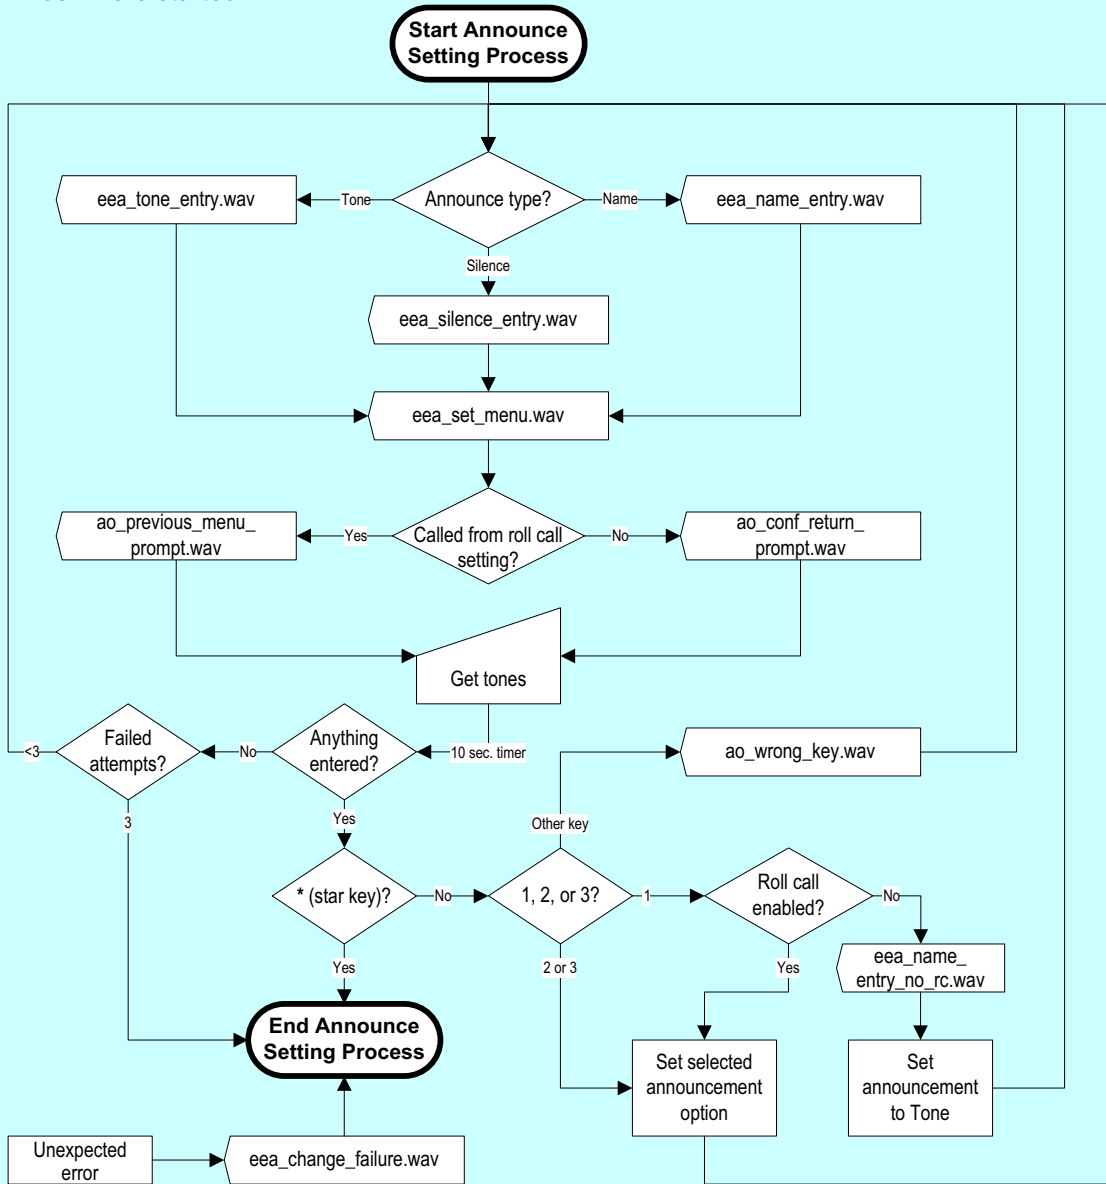 Start Announce
Setting Process
Announce type?
Tone
Name
Silence
eea_tone_entry.wav
eea_name_entry.wav
eea_silence_entry.wav
eea_set_menu.wav
Called from roll call
setting?
Yes
No
ao_previous_menu_
prompt.wav
ao_conf_return_
prompt.wav
Get tones
10 sec. timer
Anything
entered?
No
Failed
attempts?
<3
3
Yes
* (star key)?
No
1, 2, or 3?
Other key
ao_wrong_key.wav
1
Roll call
enabled?
No
eea_name_
entry_no_rc.wav
Yes
2 or 3
Yes
End Announce
Setting Process
Set selected
announcement
option
Set
announcement
to Tone
Unexpected
error
eea_change_failure.wav